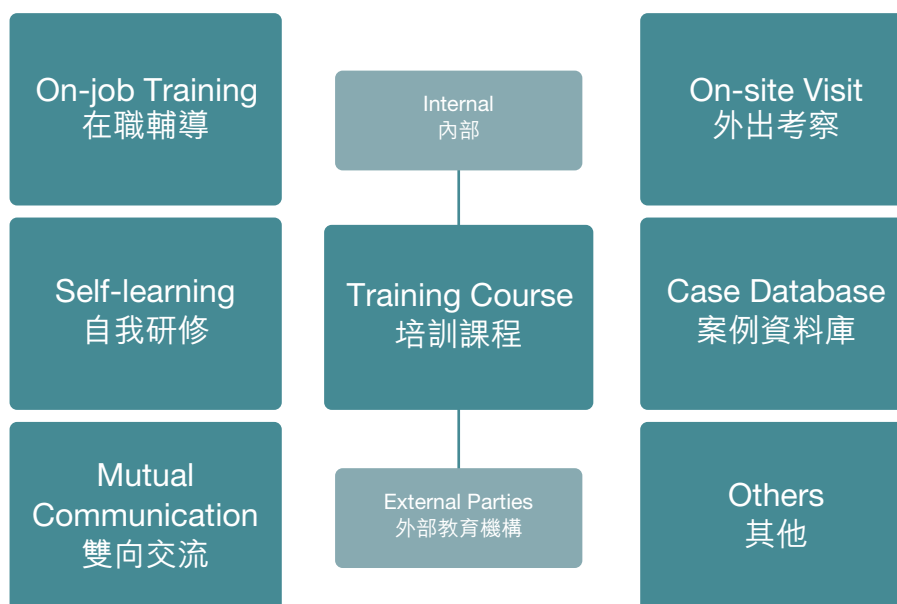 On-job Training
在職輔導
Internal
內部
On-site Visit
外出考察
Self-learning
自我研修
Training Course
培訓課程
Case Database
案例資料庫
Mutual
Communication
雙向交流
External Parties
外部教育機構
Others
其他